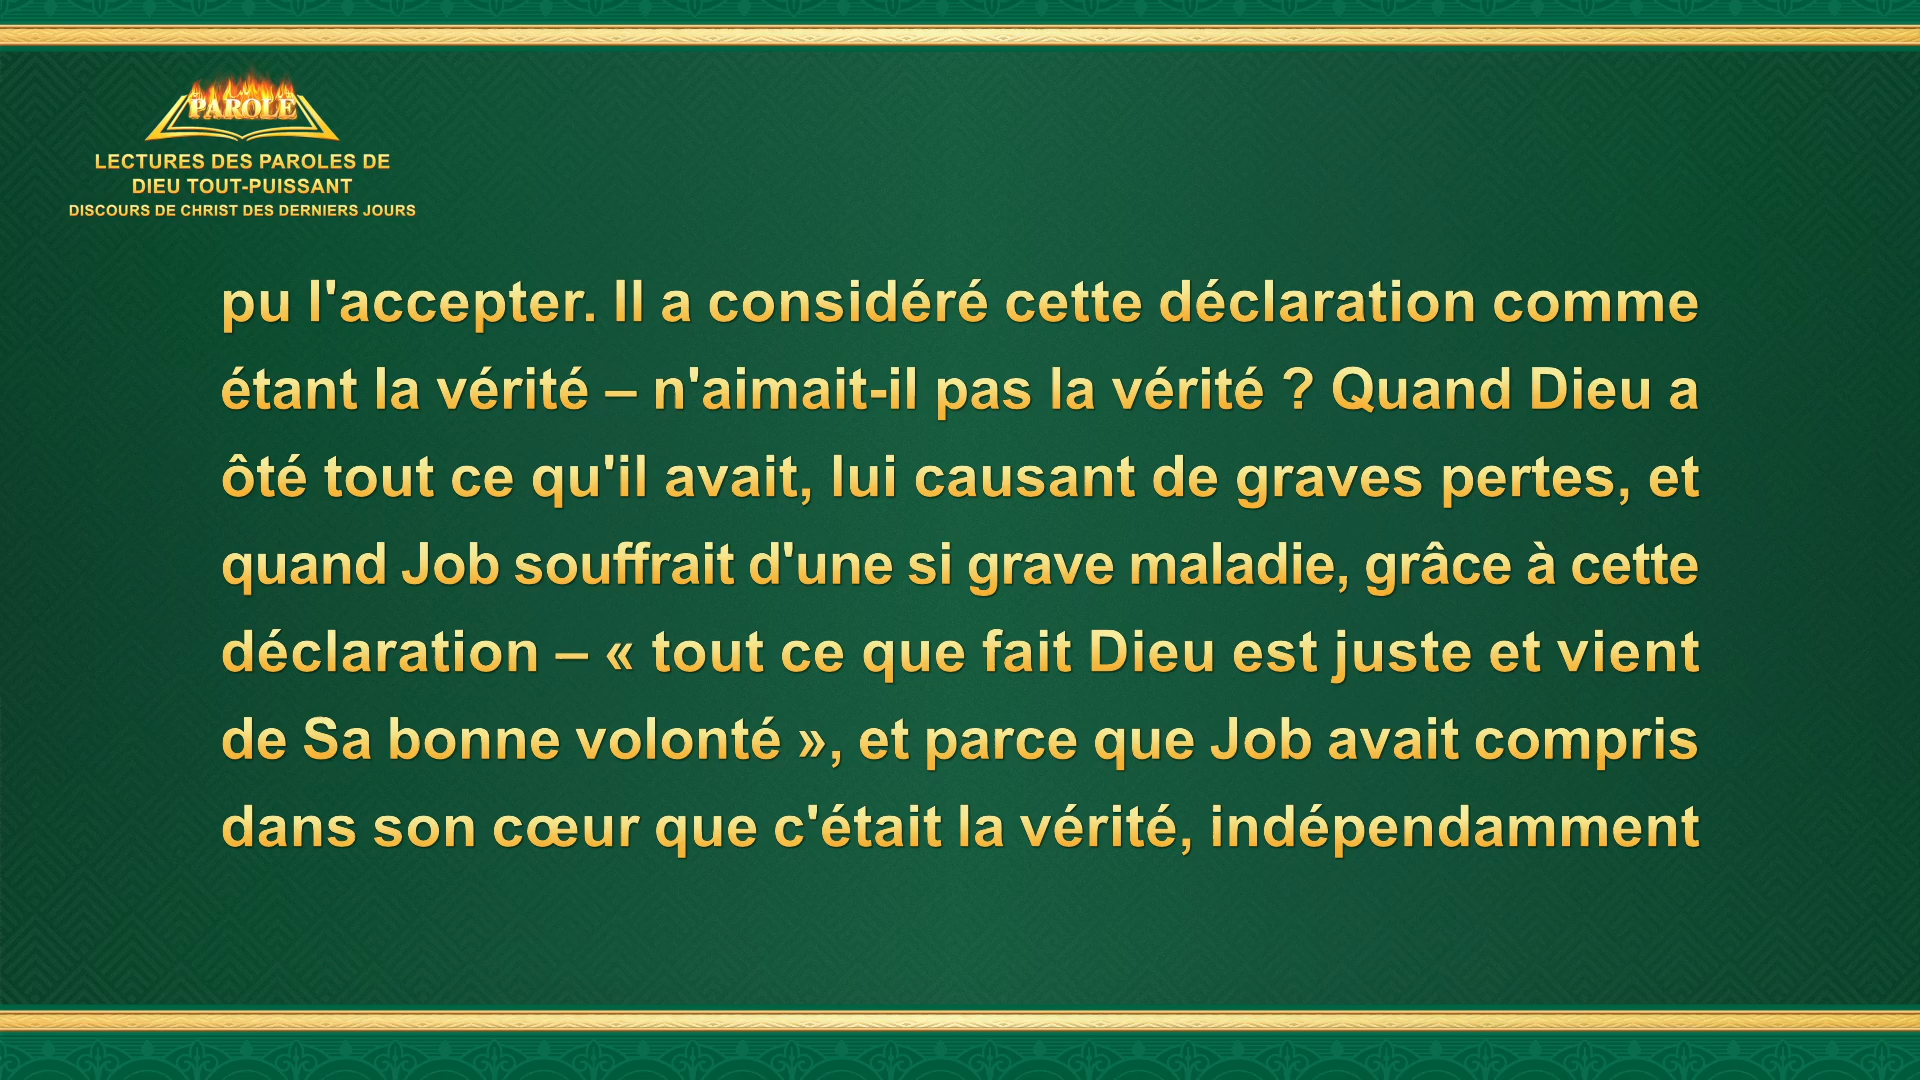 PAROLE
LECTURES DES PAROLES DE
DIEU TOUT-PUISSANT
DISCOURS DE CHRIST DES DERNIERS JOURS
pu l'accepter. Il a considéré cette déclaration comme
étant la vérité – n'aimait-il pas la vérité ? Quand Dieu a
ôté tout ce qu'il avait, lui causant de graves pertes, et
quand Job souffrait d'une si grave maladie, grâce à cette
déclaration – « tout ce que fait Dieu est juste et vient
de Sa bonne volonté », et parce que Job avait compris
dans son cœur que c'était la vérité, indépendamment